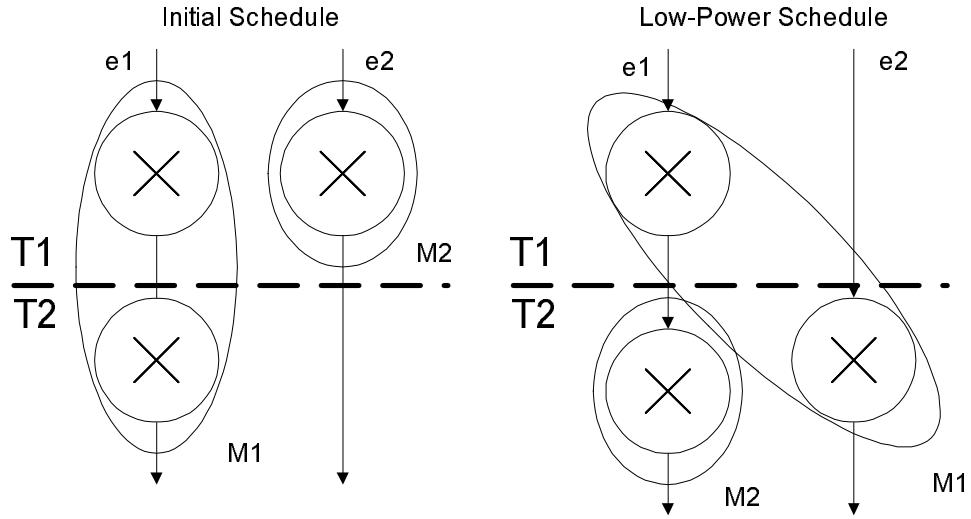 Initial Schedule
e1
e2
T1
M2
T2
M1
Low-Power Schedule
e1
e2
T1
T2
M2
M1